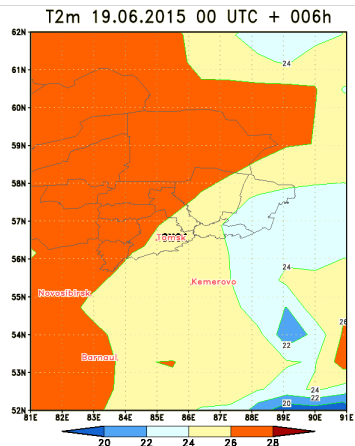 T2m 19.06.2015 00 UTC + 006h
62N
61N
24
60N
59N
58N
57N
Tomsk
56N
24
Kemerovo
55N
Novosibirsk
26
54N
22
53N
Barnaul
24
22
20
52N
81E 82E 83E 84E 85E 86E 87E 88E 89E 90E 91E
20 22 24 26 28